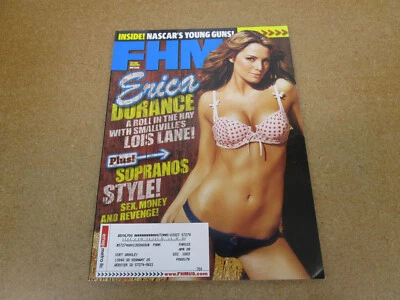 INSIDE! NASCAR'S YOUNG GUNS!
FHM
Erica
DURANCE
A ROLL IN THE HAY
WITH SMALLVILLE'S
LOIS LANE!
Plus!
SOPRANOS
STYLE!
SEX, MONEY
AND REVENGE!
www.FHMUS.com